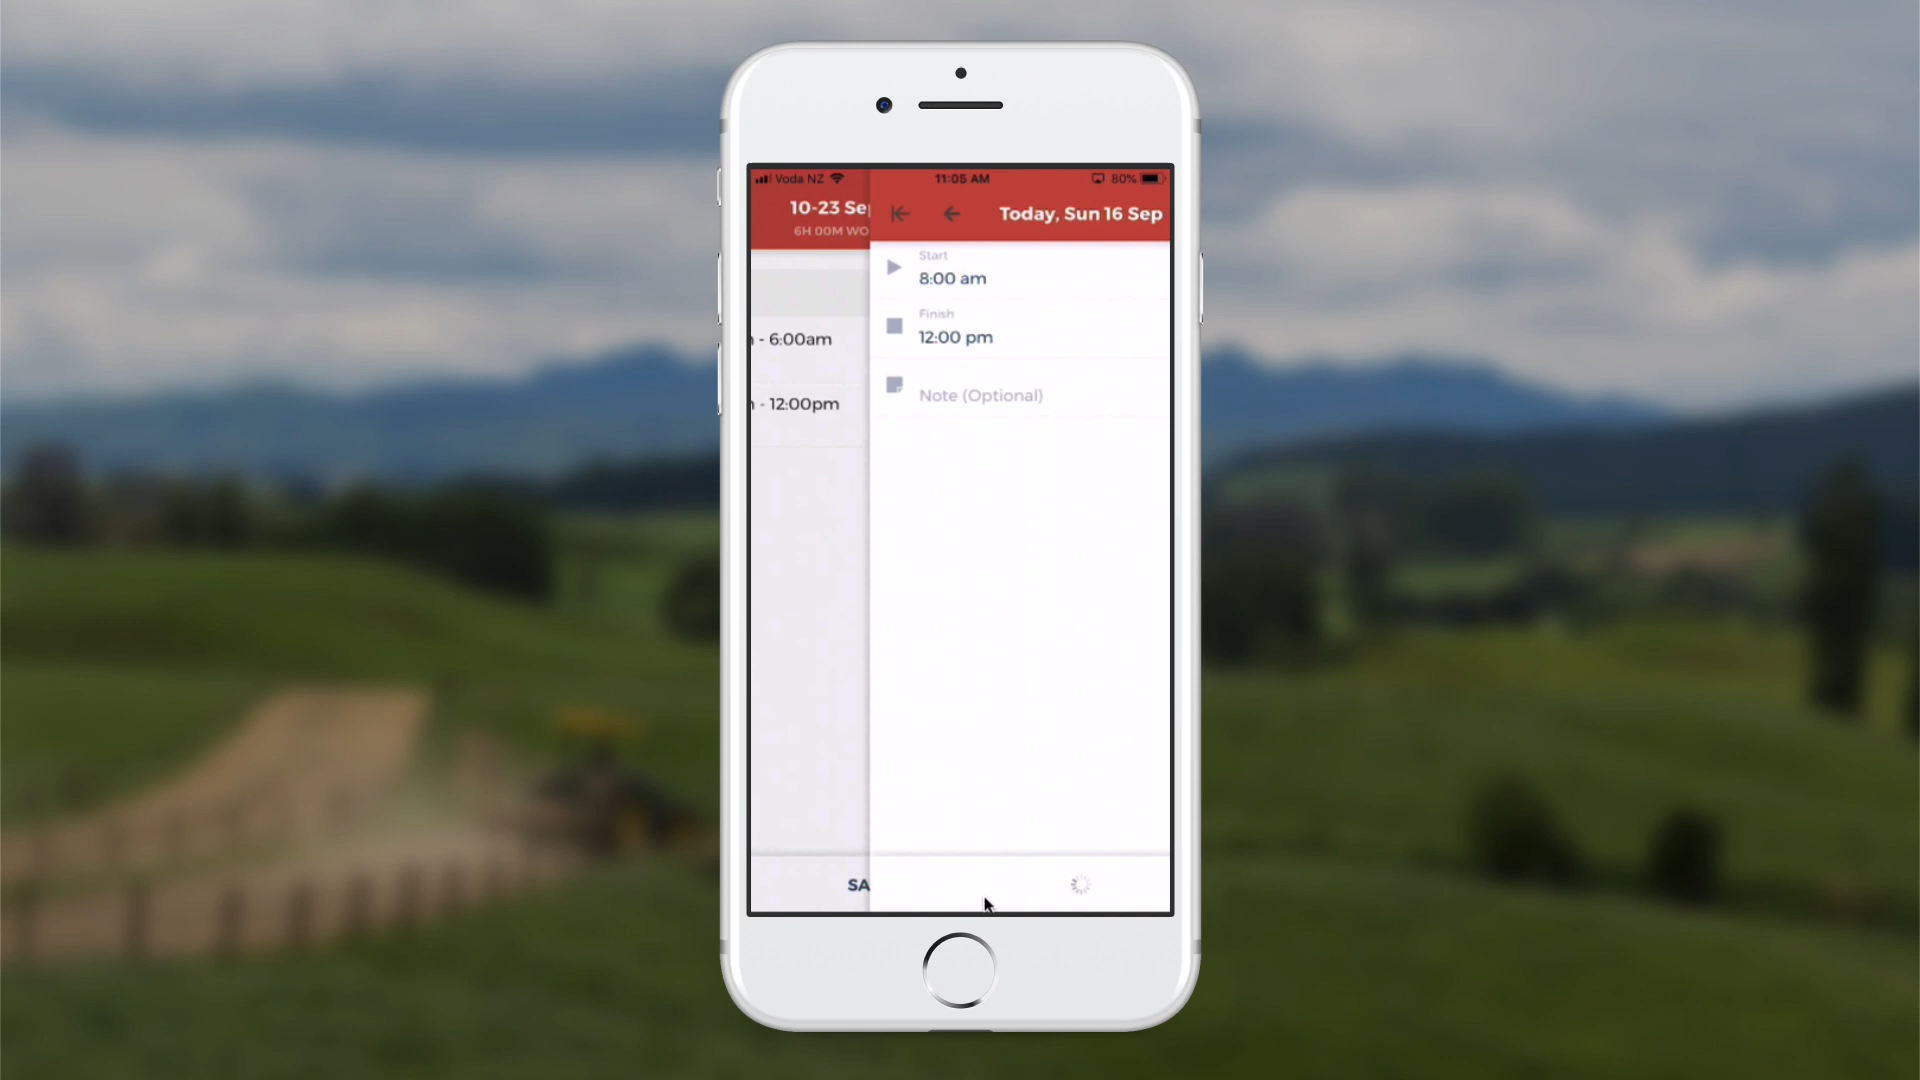 Voda NZ
11:05 AM
80%
10-23 Se
6H 00M WO
Today, Sun 16 Sep
Start
8:00 am
Finish
12:00 pm
Note (Optional)
- 6:00am
- 12:00pm
SA